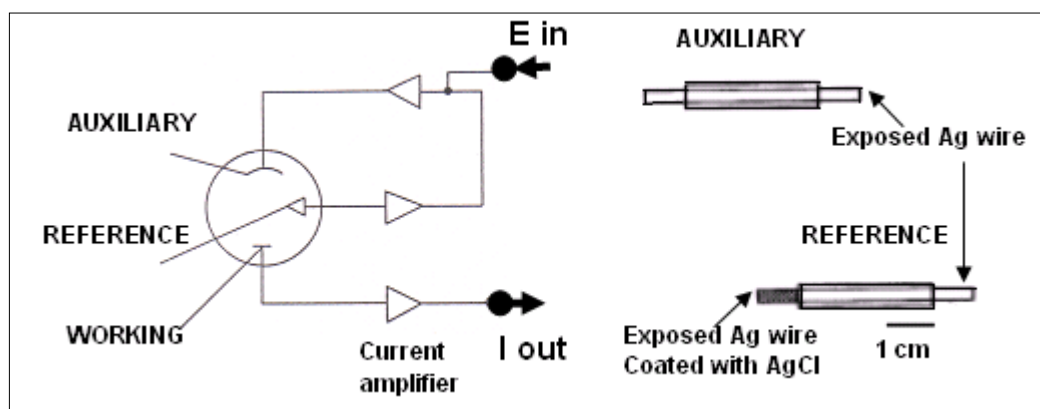 E in
AUXILIARY
REFERENCE
WORKING
Current
amplifier
I out
AUXILIARY
Exposed Ag wire
REFERENCE
Exposed Ag wire
Coated with AgCl
1 cm